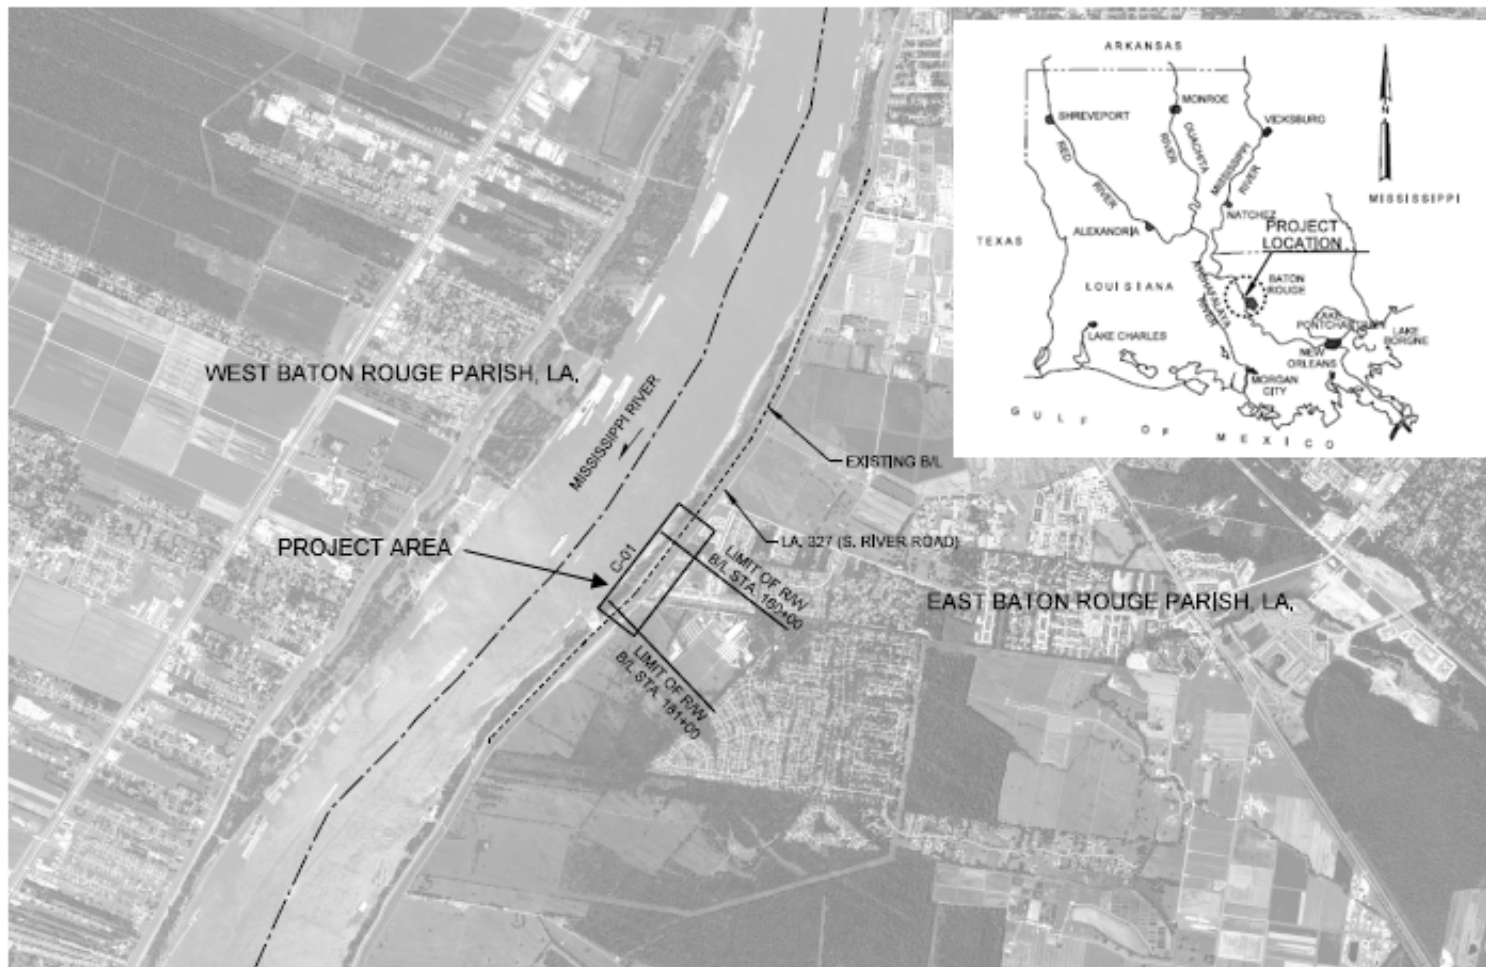 ARKANSAS
MONROE
SHREVEPORT
VICKSBURG
RED
RIVER
OUACHITA
RIVER
MISSISSIPPI
RIVER
N
MISSISSIPPI
NATCHEZ
ALEXANDRIA
PROJECT
LOCATION
TEXAS
LOUISIANA
ATCHAFALAYA
RIVER
BATON
ROUGE
LAKE
PONTCHARTRAIN
LAKE
BORGNE
LAKE CHARLES
NEW
ORLEANS
MORGAN
CITY
GULF OF MEXICO
WEST BATON ROUGE PARISH, LA.
MISSISSIPPI RIVER
EXISTING B/L
LA. 327 (S. RIVER ROAD)
PROJECT AREA
C-01
LIMIT OF R/W
B/L STA. 160+00
EAST BATON ROUGE PARISH, LA.
LIMIT OF R/W
B/L STA. 181+00